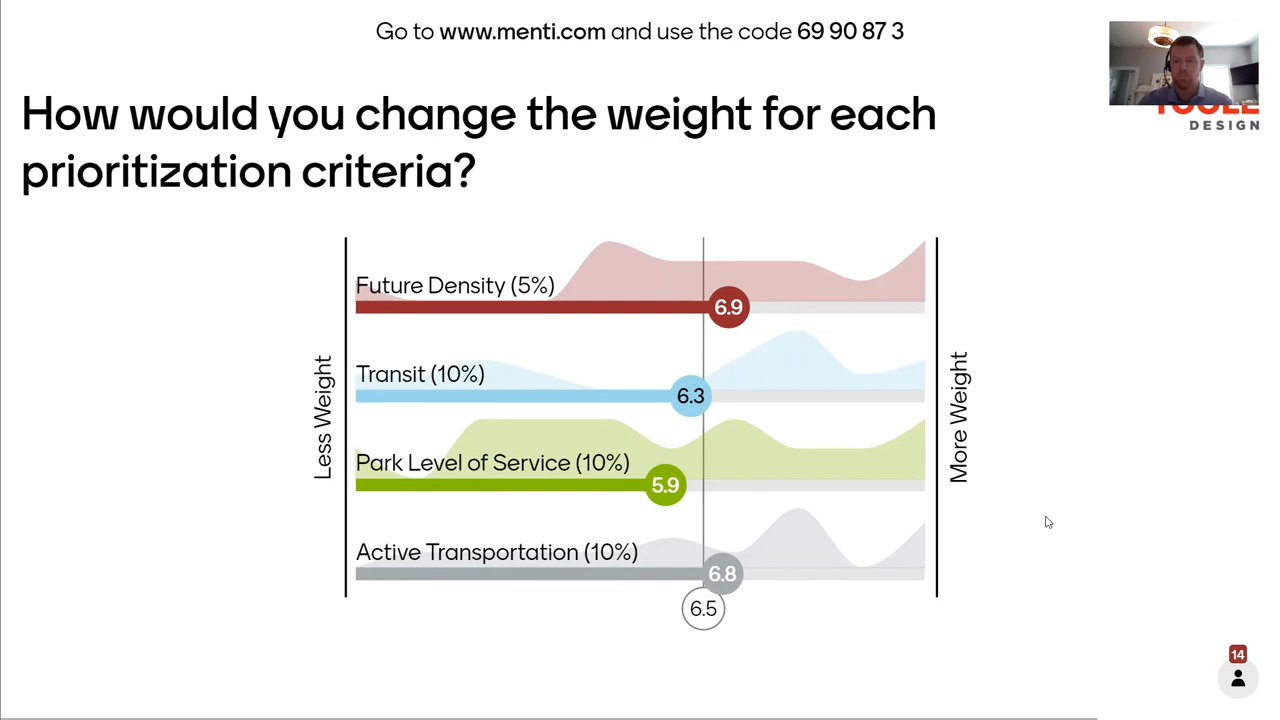 Go to www.menti.com and use the code 69 90 87 3
DESIGN
How would you change the weight for each
prioritization criteria?
Less Weight
More Weight
Future Density (5%)
6.9
Transit (10%)
6.3
Park Level of Service (10%)
5.9
Active Transportation (10%)
6.8
6.5
14